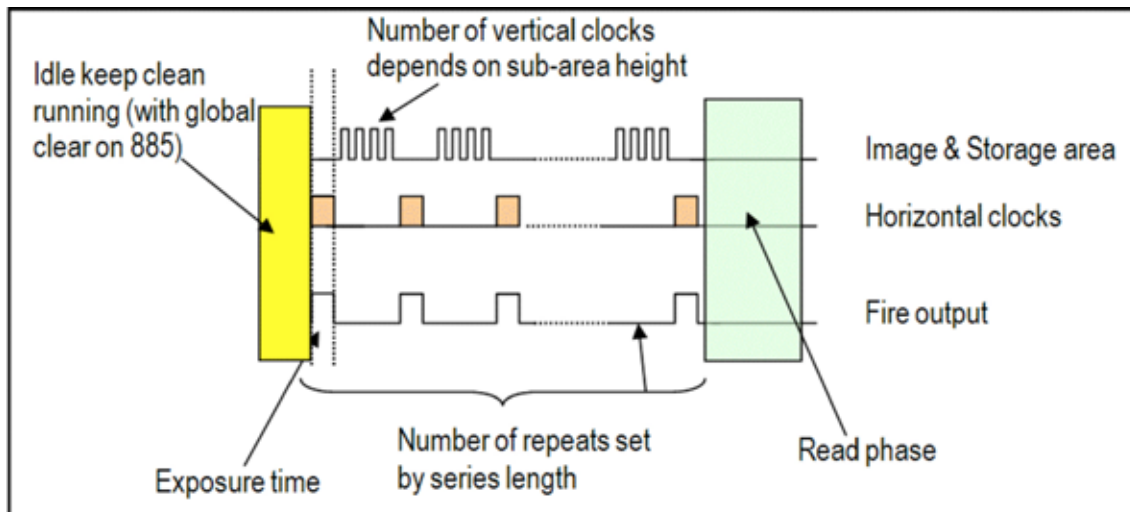 Number of vertical clocks
depends on sub-area height
Idle keep clean
running (with global
clear on 885)
Image & Storage area
Horizontal clocks
Fire output
Number of repeats set
by series length
Read phase
Exposure time